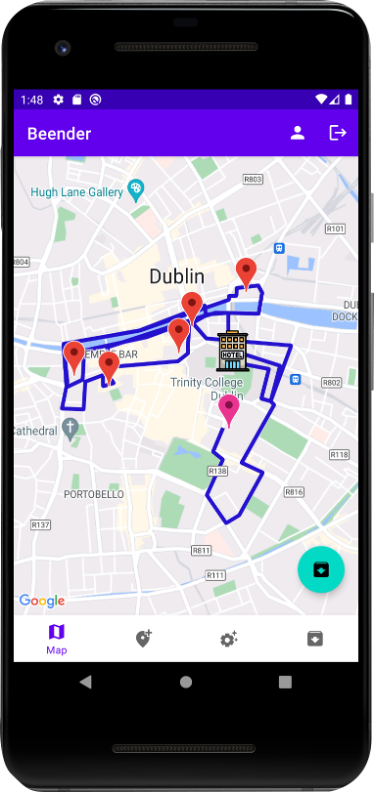 1:48
Beender
R803
Hugh Lane Gallery
R101
R804
Dublin
DU
DOCK
EMPLE BAR
HOTEL
Trinity College
Dublin
R802
Cathedral
R118
R138
R816
PORTOBELLO
R137
R811
R111
Google
Map